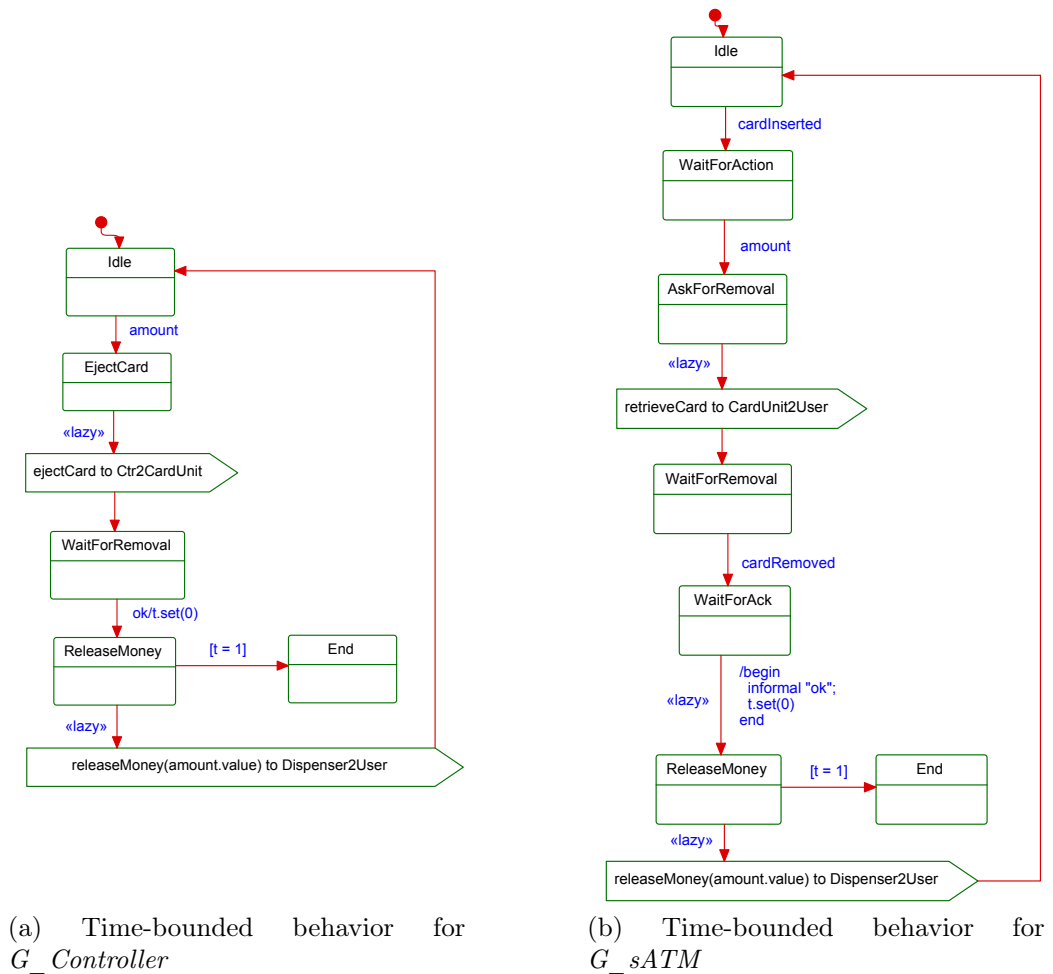 Idle
amount
EjectCard
«lazy»
ejectCard to Ctr2CardUnit
WaitForRemoval
ok/t.set(0)
ReleaseMoney
[t = 1]
End
«lazy»
releaseMoney(amount.value) to Dispenser2User
(a) Time-bounded behavior for
G_Controller
Idle
cardInserted
WaitForAction
amount
AskForRemoval
«lazy»
retrieveCard to CardUnit2User
WaitForRemoval
cardRemoved
WaitForAck
«lazy»
/begin
informal "ok";
t.set(0)
end
ReleaseMoney
[t = 1]
End
«lazy»
releaseMoney(amount.value) to Dispenser2User
(b) Time-bounded behavior for
G_sATM